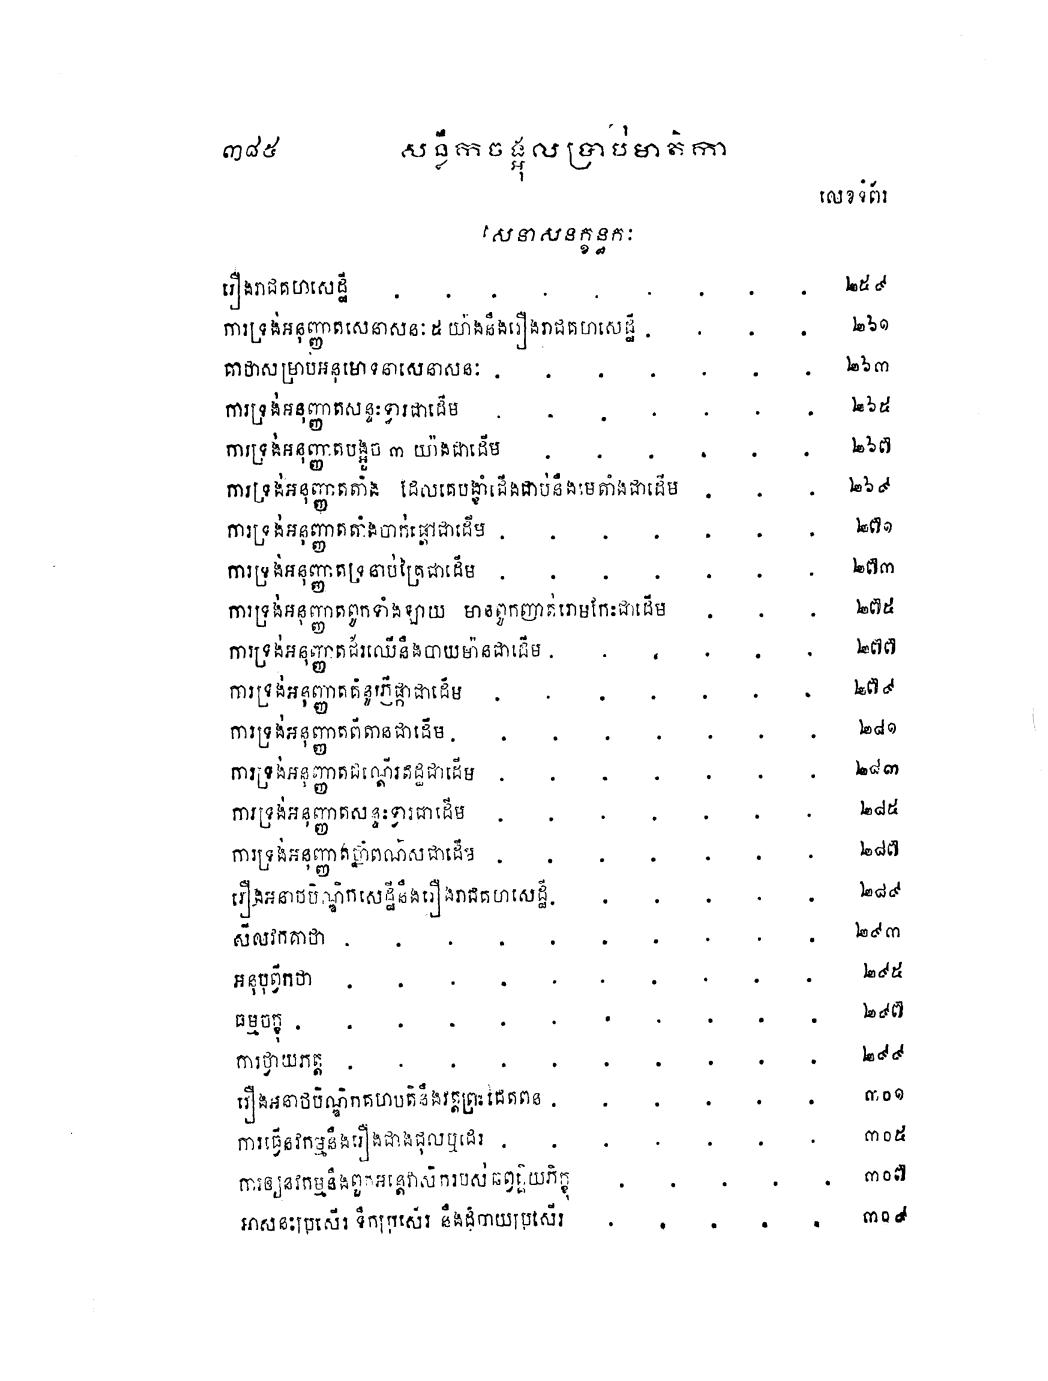 ៣៨៥ សន្លឹកចង្អុលទ្រាប់មាតិកា
លេខទំព័រ
សេនាសនក្ខន្ធកៈ
រឿងរាជគហសេដ្ឋី . . . . . . . . . ២៥៩
ការទ្រង់អនុញ្ញាតសេនាសនៈ ៥ យ៉ាងនឹងរឿងរាជគហសេដ្ឋី . . . . ២៦១
គាថាសម្រាប់អនុមោទនាសេនាសនៈ . . . . . . . ២៦៣
ការទ្រង់អនុញ្ញាតសន្ទះទ្វារជាដើម . . . . . . . ២៦៥
ការទ្រង់អនុញ្ញាតបង្អួច ៣ យ៉ាងជាដើម . . . . . . ២៦៧
ការទ្រង់អនុញ្ញាតតាំង ដែលគេបង្ខាំជើងជាប់នឹងមេតាំងជាដើម . . . ២៦៩
ការទ្រង់អនុញ្ញាតតាំងចាក់ផ្តៅជាដើម . . . . . . . ២៧១
ការទ្រង់អនុញ្ញាតទ្រនាប់គ្រែជាដើម . . . . . . . ២៧៣
ការទ្រង់អនុញ្ញាតពូកទាំងឡាយ មានពូកញាត់រោមកែះជាដើម . . . ២៧៥
ការទ្រង់អនុញ្ញាតជ័រឈើនឹងបាយម៉ានជាដើម . . . . . . ២៧៧
ការទ្រង់អនុញ្ញាតគំនូរភ្ញីផ្កាជាដើម . . . . . . . ២៧៩
ការទ្រង់អនុញ្ញាតពិតានជាដើម . . . . . . . . ២៨១
ការទ្រង់អនុញ្ញាតជណ្តើរឥដ្ឋជាដើម . . . . . . . ២៨៣
ការទ្រង់អនុញ្ញាតសន្ទះទ្វារជាដើម . . . . . . . ២៨៥
ការទ្រង់អនុញ្ញាតថ្នាំពណ៌សជាដើម . . . . . . . ២៨៧
រឿងអនាថបិណ្ឌិកសេដ្ឋីនឹងរឿងរាជគហសេដ្ឋី . . . . . . ២៨៩
សីលវកគាថា . . . . . . . . . . ២៩៣
អនុបុព្វីកថា . . . . . . . . . . ២៩៥
ធម្មចក្ខុ . . . . . . . . . . . ២៩៧
ការថ្វាយភត្ត . . . . . . . . . . ២៩៩
រឿងអនាថបិណ្ឌិកគហបតិនឹងវត្តព្រះជេតពន . . . . . . ៣០១
ការធ្វើនវកម្មនឹងរឿងជាងជុលឬដេរ . . . . . . . ៣០៥
ការឲ្យនវកម្មនឹងពួកអន្តេវាសិករបស់ឆព្វគ្គិយភិក្ខុ . . . . . ៣០៧
អាសនះប្រសើរ ទឹកប្រសើរ នឹងដុំបាយប្រសើរ . . . . . ៣០៩